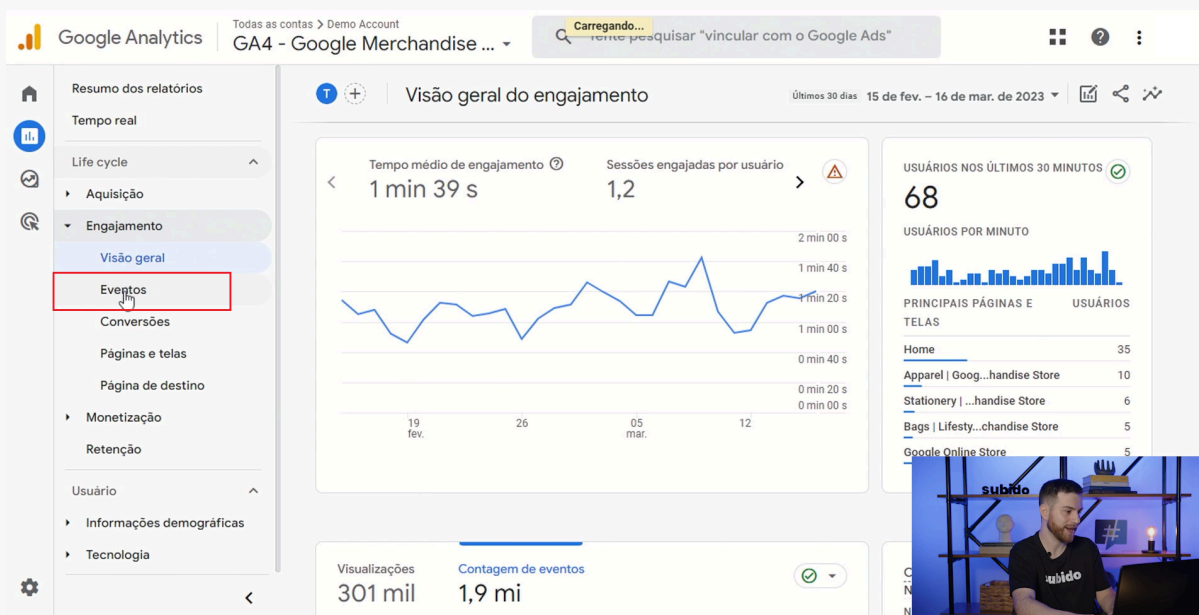 Google Analytics
Todas as contas > Demo Account
GA4 - Google Merchandise ...
Carregando...
Tente pesquisar "vincular com o Google Ads"
Resumo dos relatórios
Tempo real
Life cycle
Aquisição
Engajamento
Visão geral
Eventos
Conversões
Páginas e telas
Página de destino
Monetização
Retenção
Usuário
Informações demográficas
Tecnologia
T
Visão geral do engajamento
Últimos 30 dias 15 de fev. – 16 de mar. de 2023
Tempo médio de engajamento
1 min 39 s
Sessões engajadas por usuário
1,2
2 min 00 s
1 min 40 s
1 min 20 s
1 min 00 s
0 min 40 s
0 min 20 s
0 min 00 s
19
fev.
26
05
mar.
12
USUÁRIOS NOS ÚLTIMOS 30 MINUTOS
68
USUÁRIOS POR MINUTO
PRINCIPAIS PÁGINAS E TELAS
USUÁRIOS
Home 35
Apparel | Goog...handise Store 10
Stationery | ...handise Store 6
Bags | Lifesty...chandise Store 5
Google Online Store 5
Visualizações
301 mil
Contagem de eventos
1,9 mi
subido
#
subido